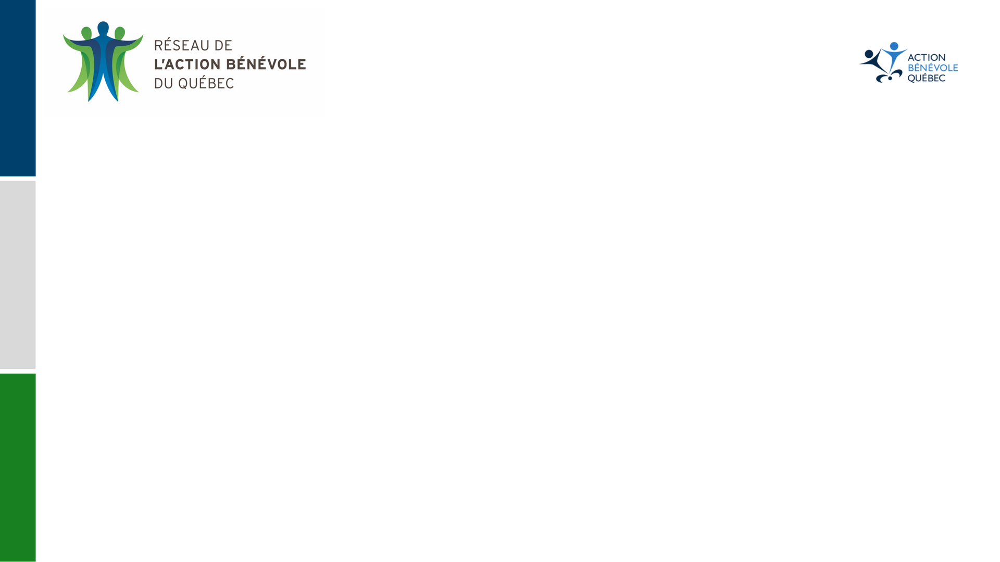 RÉSEAU DE
L'ACTION BÉNÉVOLE
DU QUÉBEC
ACTION
BÉNÉVOLE
QUÉBEC